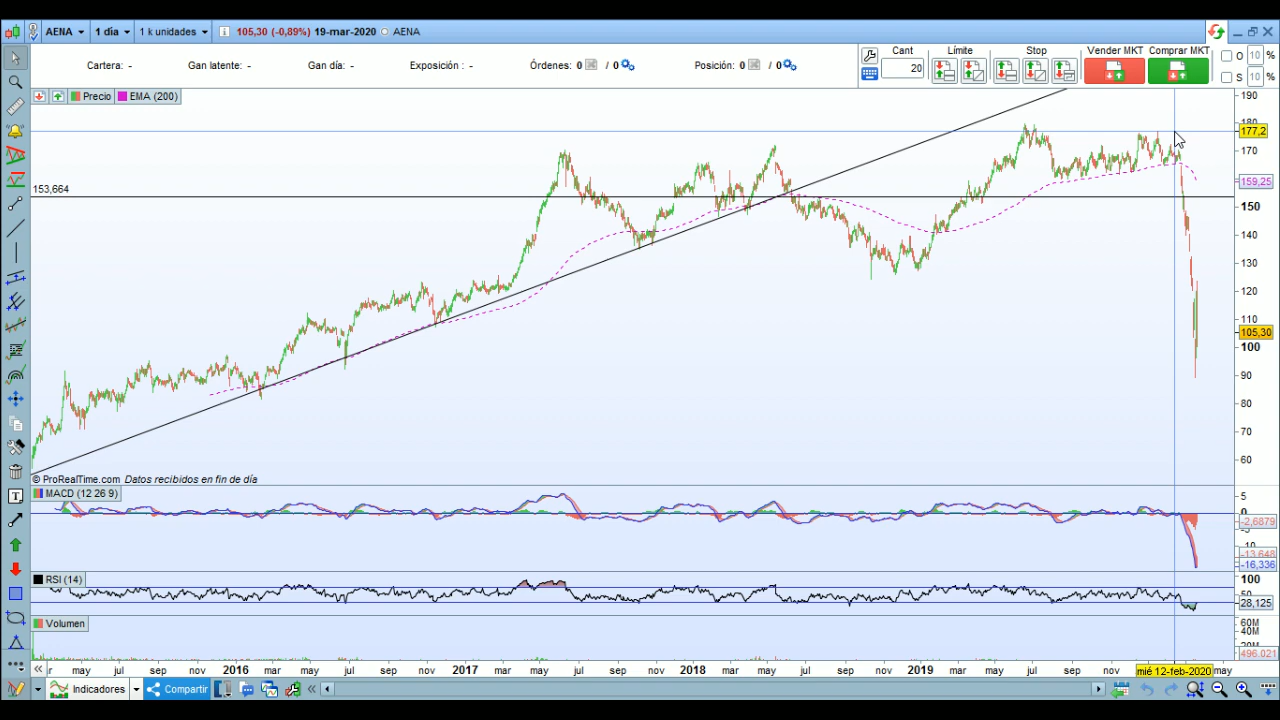 AENA 1 día 1 k unidades 105,30 (-0,89%) 19-mar-2020 AENA
Cartera: - Gan latente: - Gan día: - Exposición : - Órdenes: 0 / 0 Posición: 0 / 0
Cant Límite Stop Vender MKT Comprar MKT
20
O 10 %
S 10 %
Precio EMA (200)
190
180
177,2
170
159,25
153,664
150
140
130
120
110
105,30
100
90
80
70
60
© ProRealTime.com Datos recibidos en fin de día
MACD (12 26 9)
5
0
-2,6879
-13,648
-16,336
RSI (14)
100
28,125
Volumen
60M
40M
496.021
may jul sep nov 2016 mar may jul sep nov 2017 mar may jul sep nov 2018 mar may jul sep nov 2019 mar may jul sep nov mié 12-feb-2020 may
Indicadores Compartir